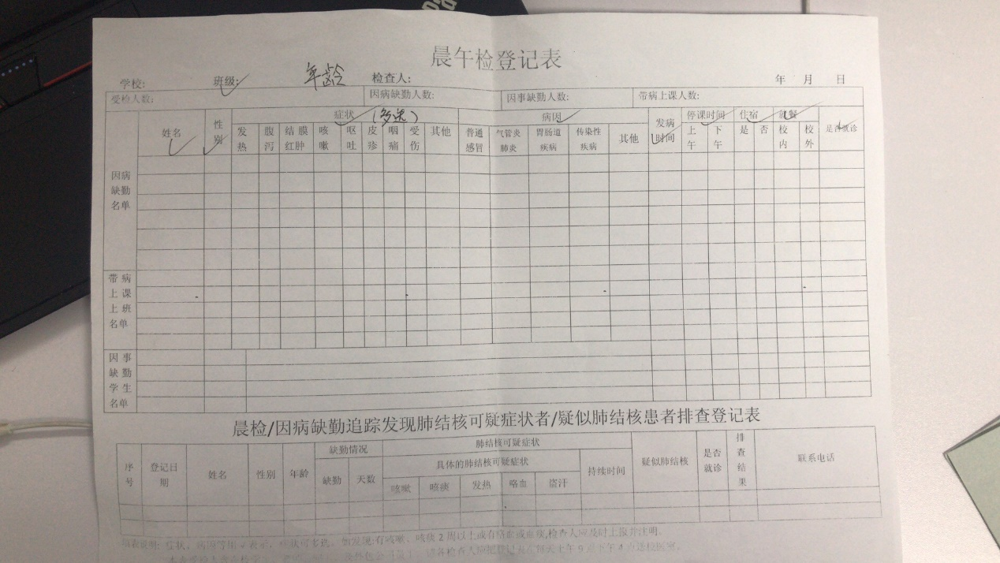 晨午检登记表
学校: 班级: 年龄 检查人: 年 月 日
受检人数: 因病缺勤人数: 因事缺勤人数: 带病上课人数:
姓名 性别 症状 (多选) 病因 发病时间 停课时间 住宿 就餐 是否就诊
发热 腹泻 结膜红肿 咳嗽 呕吐 皮疹 咽痛 受伤 其他 普通感冒 气管炎肺炎 胃肠道疾病 传染性疾病 其他 上午 下午 是 否 校内 校外
因病缺勤名单
带病上课上班名单
因事缺勤学生名单
晨检/因病缺勤追踪发现肺结核可疑症状者/疑似肺结核患者排查登记表
序号 登记日期 姓名 性别 年龄 缺勤情况 肺结核可疑症状 疑似肺结核 是否就诊 排查结果 联系电话
缺勤 天数 具体的肺结核可疑症状 持续时间
咳嗽 咳痰 发热 咯血 盗汗
填表说明: 症状、病因等用√表示, 症状可多选。如发现:有咳嗽、咳痰2周以上或有咯血或血痰,检查人应及时上报并注明。